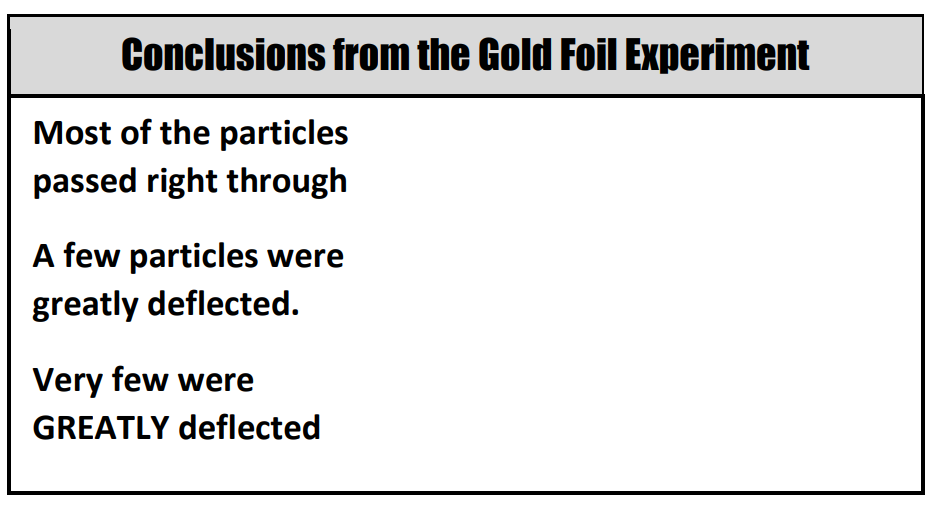 Conclusions from the Gold Foil Experiment
Most of the particles
passed right through
A few particles were
greatly deflected.
Very few were
GREATLY deflected